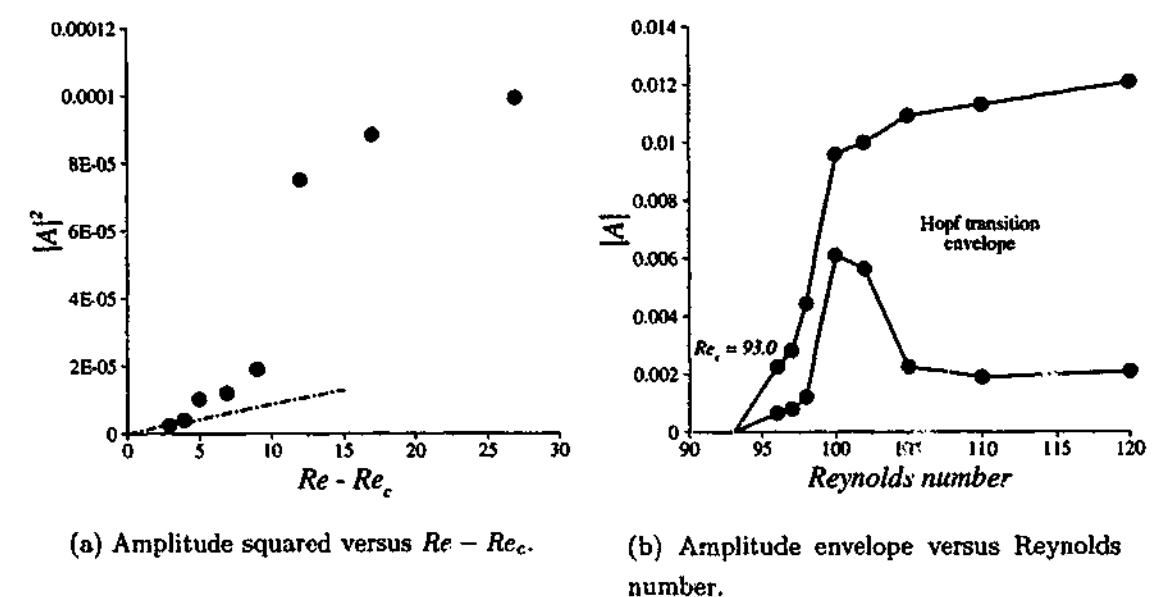 0.00012
0.0001
8E-05
6E-05
4E-05
2E-05
0
|A|²
0 5 10 15 20 25 30
Re - Re_c
(a) Amplitude squared versus Re − Re_c.
0.014
0.012
0.01
0.008
0.006
0.004
0.002
0
|A|
Hopf transition
envelope
Re_c = 93.0
90 95 100 105 110 115 120
Reynolds number
(b) Amplitude envelope versus Reynolds
number.